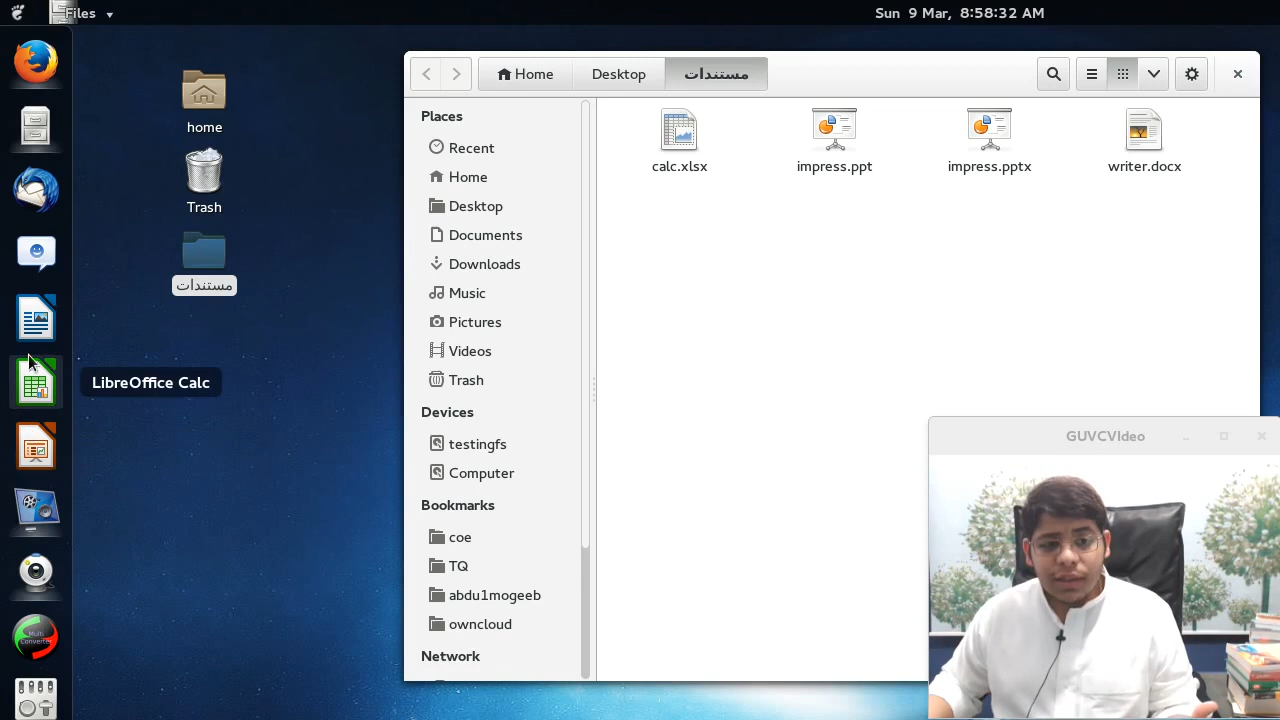 Files
Sun 9 Mar, 8:58:32 AM
home
Trash
مستندات
LibreOffice Calc
Home
Desktop
مستندات
Places
Recent
Home
Desktop
Documents
Downloads
Music
Pictures
Videos
Trash
Devices
testingfs
Computer
Bookmarks
coe
TQ
abdu1mogeeb
owncloud
Network
calc.xlsx
impress.ppt
impress.pptx
writer.docx
GUVCVIdeo
Multi
Converter